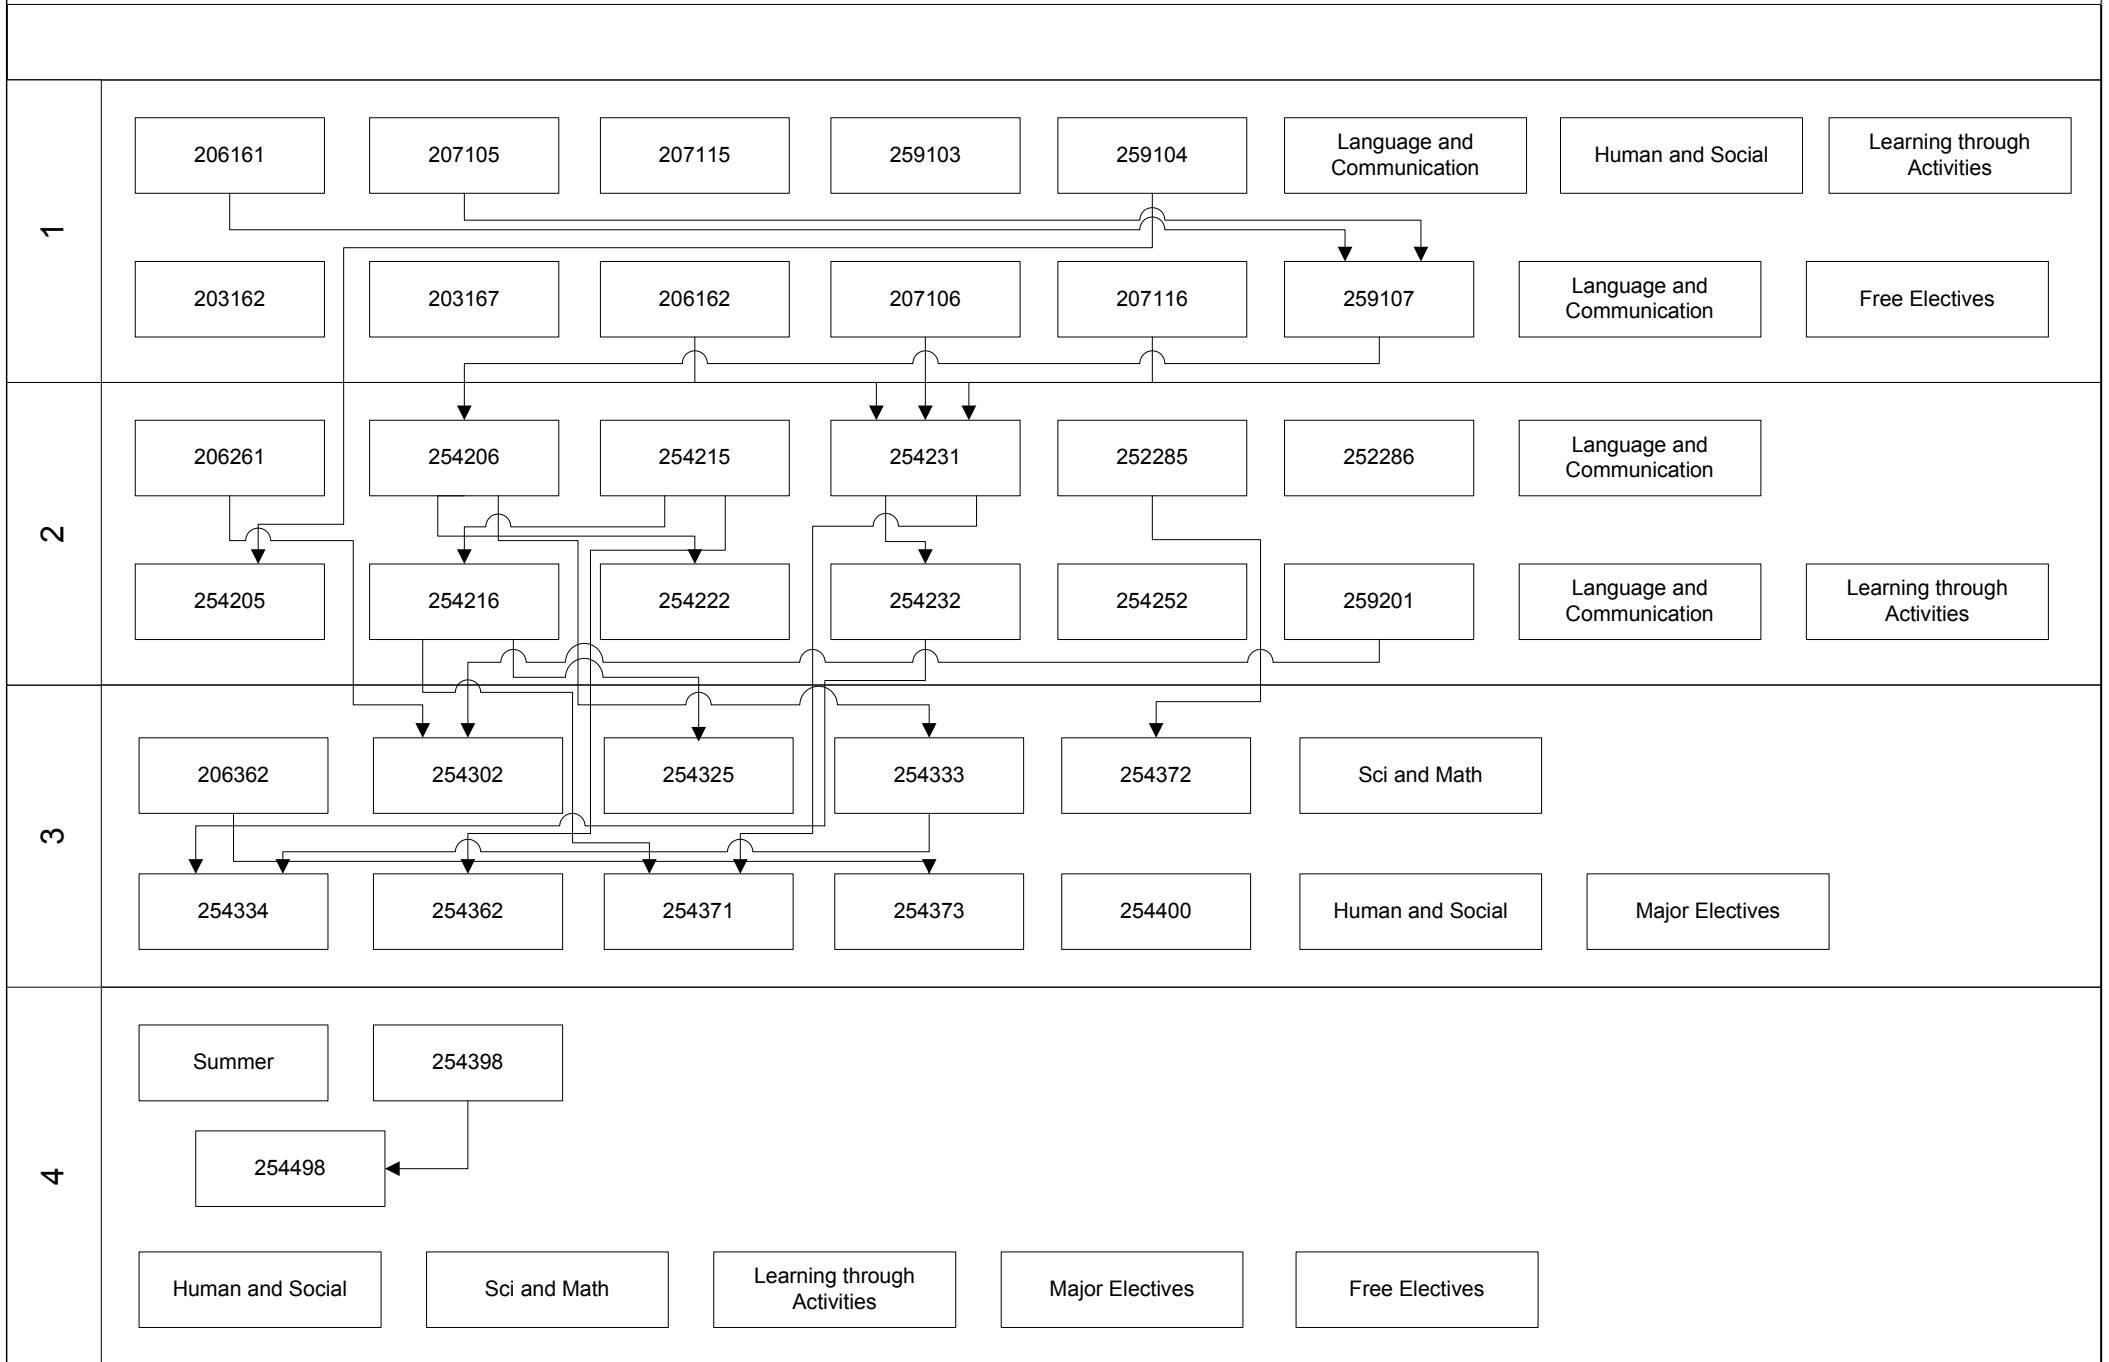 1
206161
207105
207115
259103
259104
Language and
Communication
Human and Social
Learning through
Activities
203162
203167
206162
207106
207116
259107
Language and
Communication
Free Electives
2
206261
254206
254215
254231
252285
252286
Language and
Communication
254205
254216
254222
254232
254252
259201
Language and
Communication
Learning through
Activities
3
206362
254302
254325
254333
254372
Sci and Math
254334
254362
254371
254373
254400
Human and Social
Major Electives
4
Summer
254398
254498
Human and Social
Sci and Math
Learning through
Activities
Major Electives
Free Electives